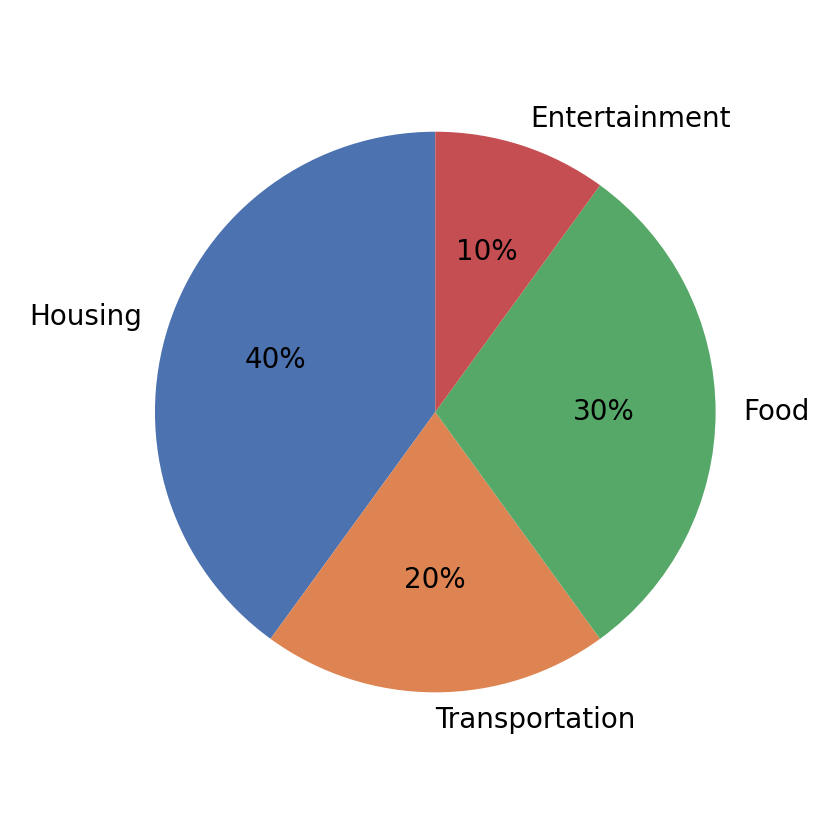 Entertainment
10%
Housing
40%
30%
Food
20%
Transportation